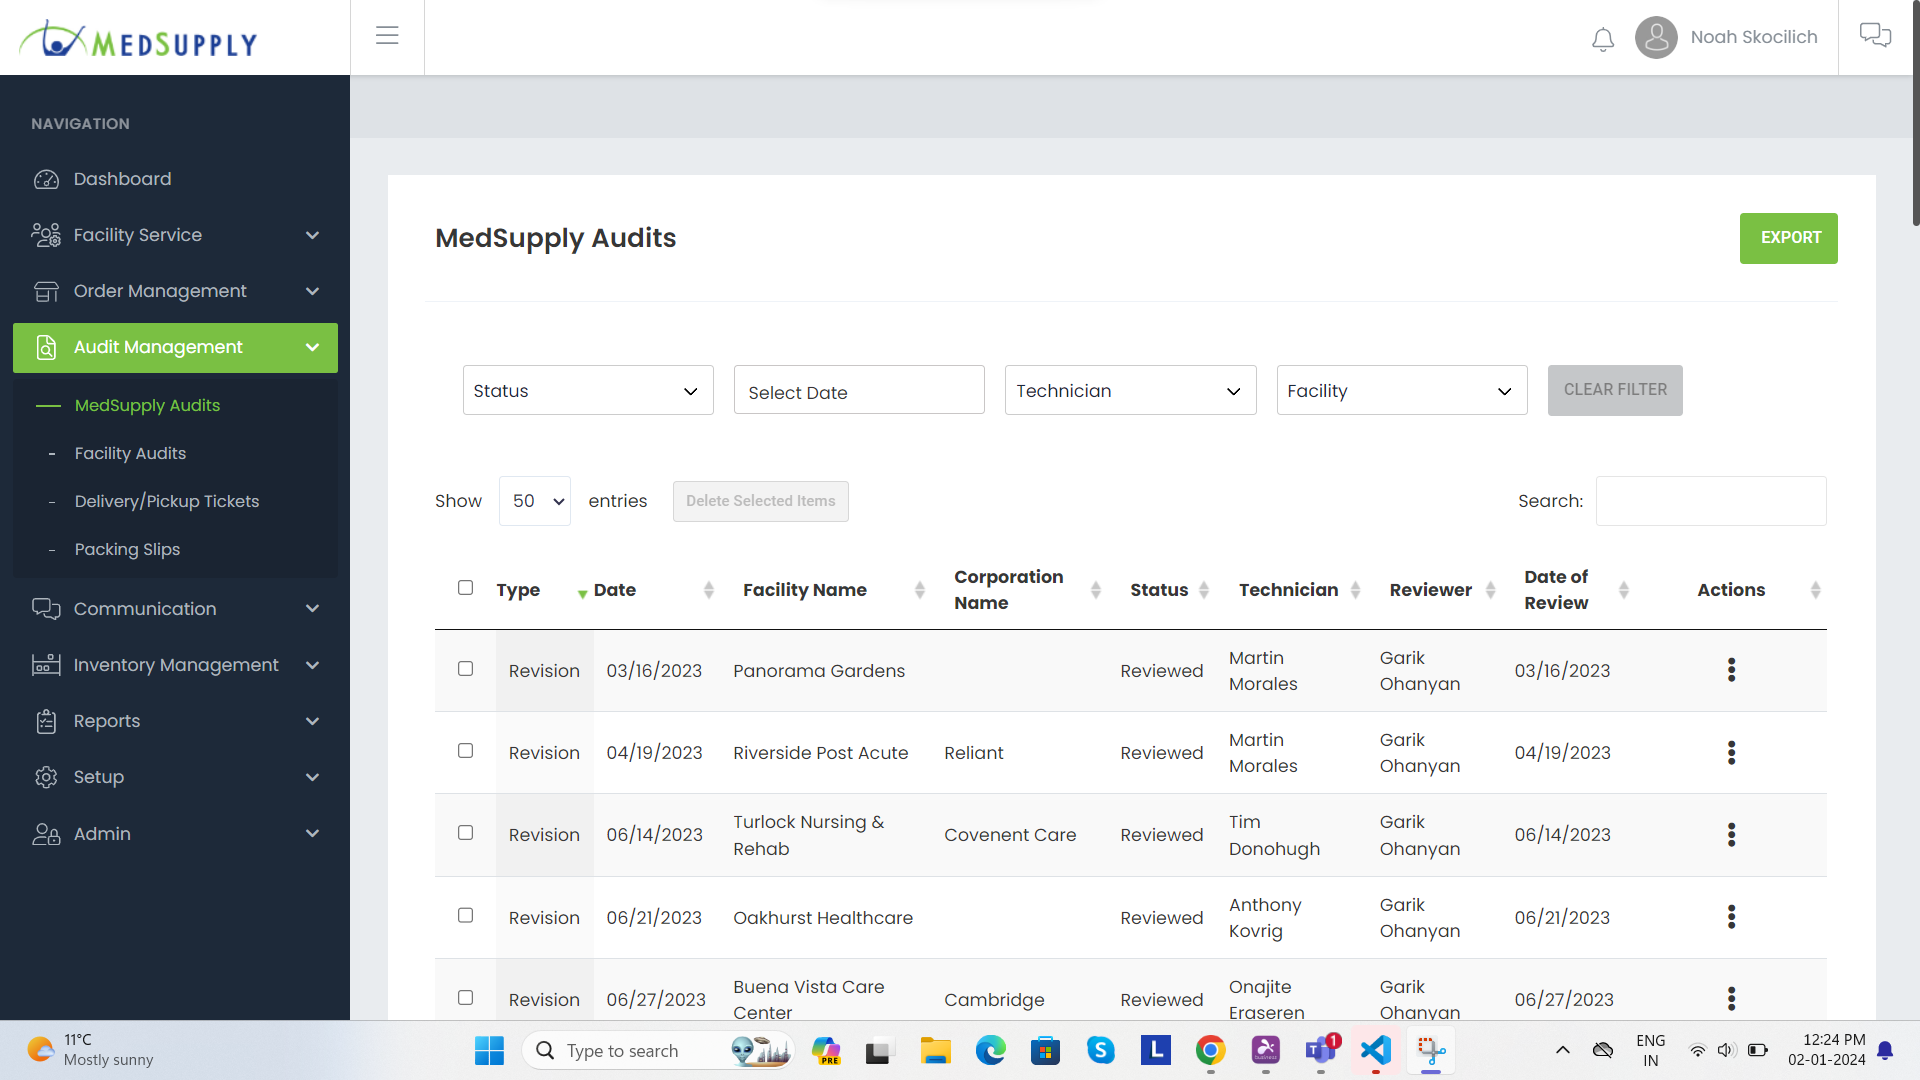 MEDSUPPLY
Noah Skocilich
NAVIGATION
Dashboard
Facility Service
Order Management
Audit Management
MedSupply Audits
Facility Audits
Delivery/Pickup Tickets
Packing Slips
Communication
Inventory Management
Reports
Setup
Admin
MedSupply Audits
EXPORT
Status
Select Date
Technician
Facility
CLEAR FILTER
Show 50 entries
Delete Selected Items
Search:
Type Date Facility Name Corporation Name Status Technician Reviewer Date of Review Actions
Revision 03/16/2023 Panorama Gardens Reviewed Martin Morales Garik Ohanyan 03/16/2023
Revision 04/19/2023 Riverside Post Acute Reliant Reviewed Martin Morales Garik Ohanyan 04/19/2023
Revision 06/14/2023 Turlock Nursing & Rehab Covenent Care Reviewed Tim Donohugh Garik Ohanyan 06/14/2023
Revision 06/21/2023 Oakhurst Healthcare Reviewed Anthony Kovrig Garik Ohanyan 06/21/2023
Revision 06/27/2023 Buena Vista Care Center Cambridge Reviewed Onajite Eraseren Garik Ohanyan 06/27/2023
11°C
Mostly sunny
Type to search
PRE
1
ENG
IN
12:24 PM
02-01-2024